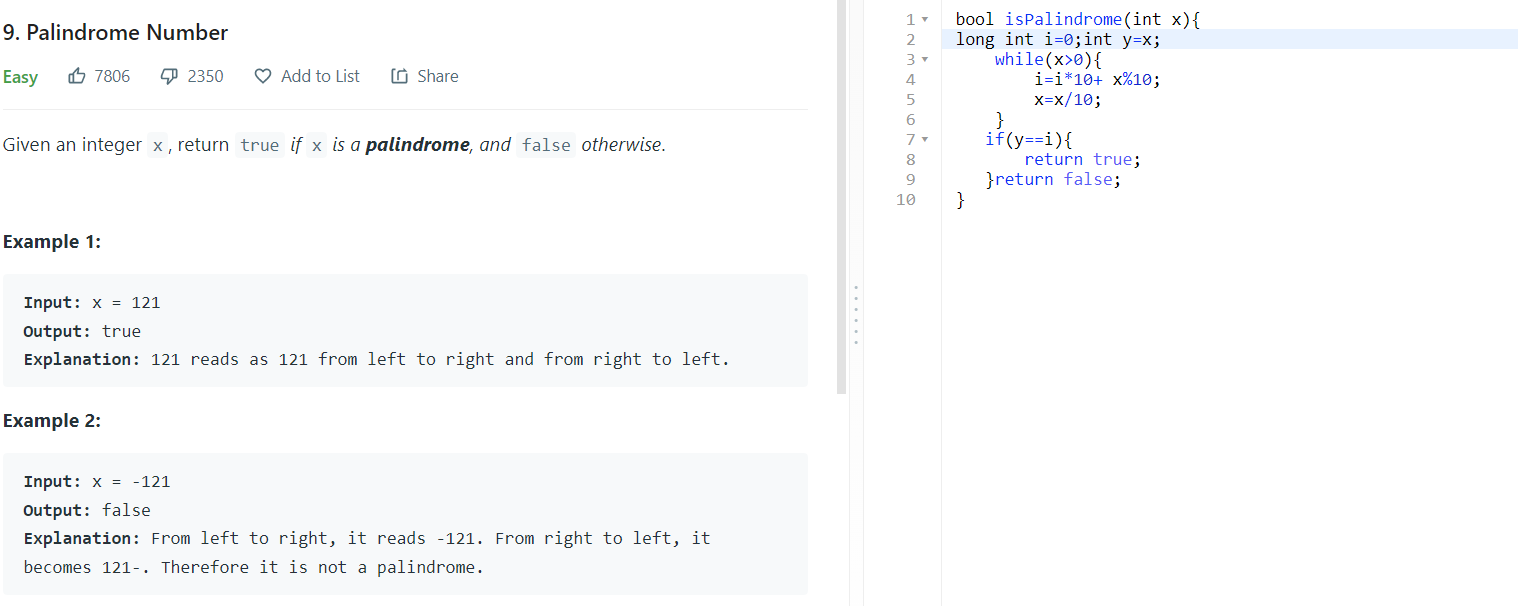 9. Palindrome Number
Easy 7806 2350 Add to List Share
Given an integer x, return true if x is a palindrome, and false otherwise.
Example 1:
Input: x = 121
Output: true
Explanation: 121 reads as 121 from left to right and from right to left.
Example 2:
Input: x = -121
Output: false
Explanation: From left to right, it reads -121. From right to left, it
becomes 121-. Therefore it is not a palindrome.
1 bool isPalindrome(int x){
2 long int i=0;int y=x;
3 while(x>0){
4 i=i*10+ x%10;
5 x=x/10;
6 }
7 if(y==i){
8 return true;
9 }return false;
10 }